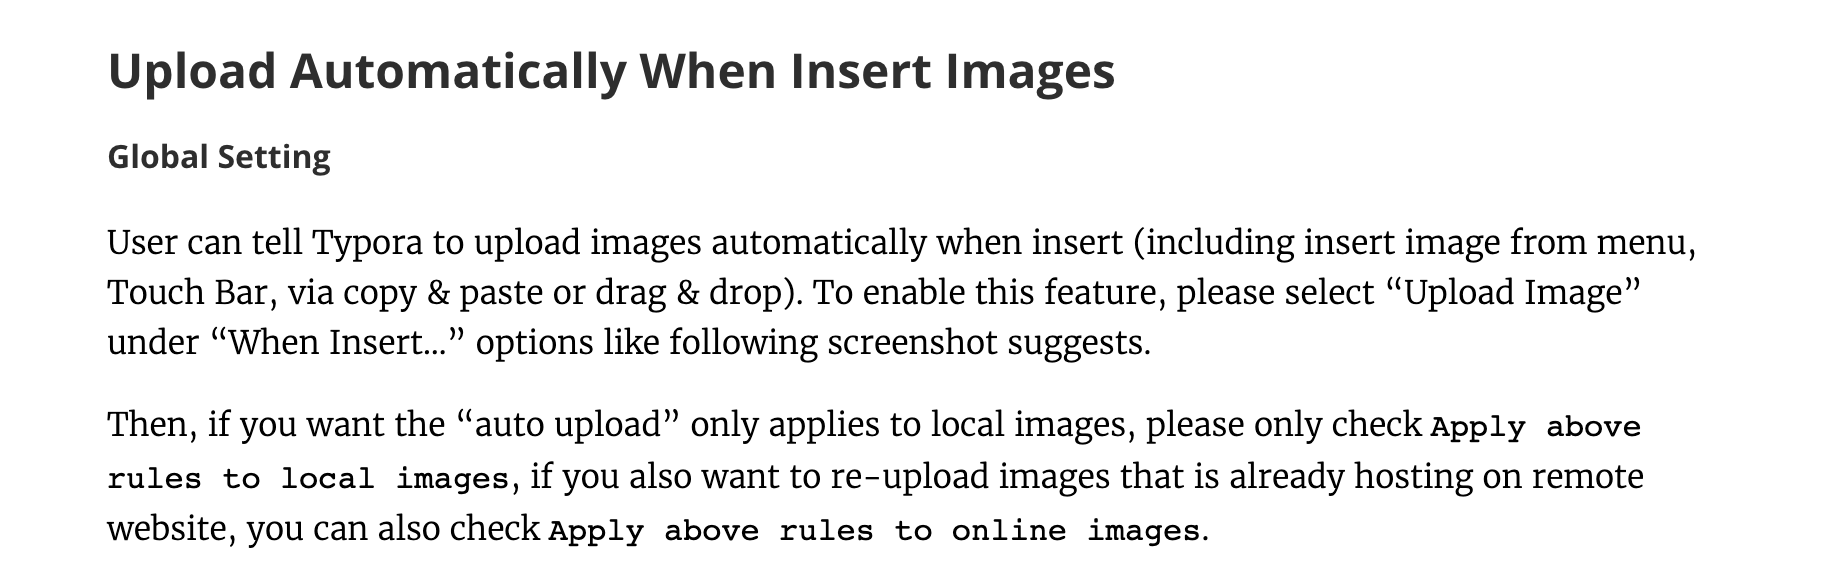 Upload Automatically When Insert Images
Global Setting
User can tell Typora to upload images automatically when insert (including insert image from menu,
Touch Bar, via copy & paste or drag & drop). To enable this feature, please select “Upload Image”
under “When Insert…” options like following screenshot suggests.
Then, if you want the “auto upload” only applies to local images, please only check Apply above
rules to local images, if you also want to re-upload images that is already hosting on remote
website, you can also check Apply above rules to online images.